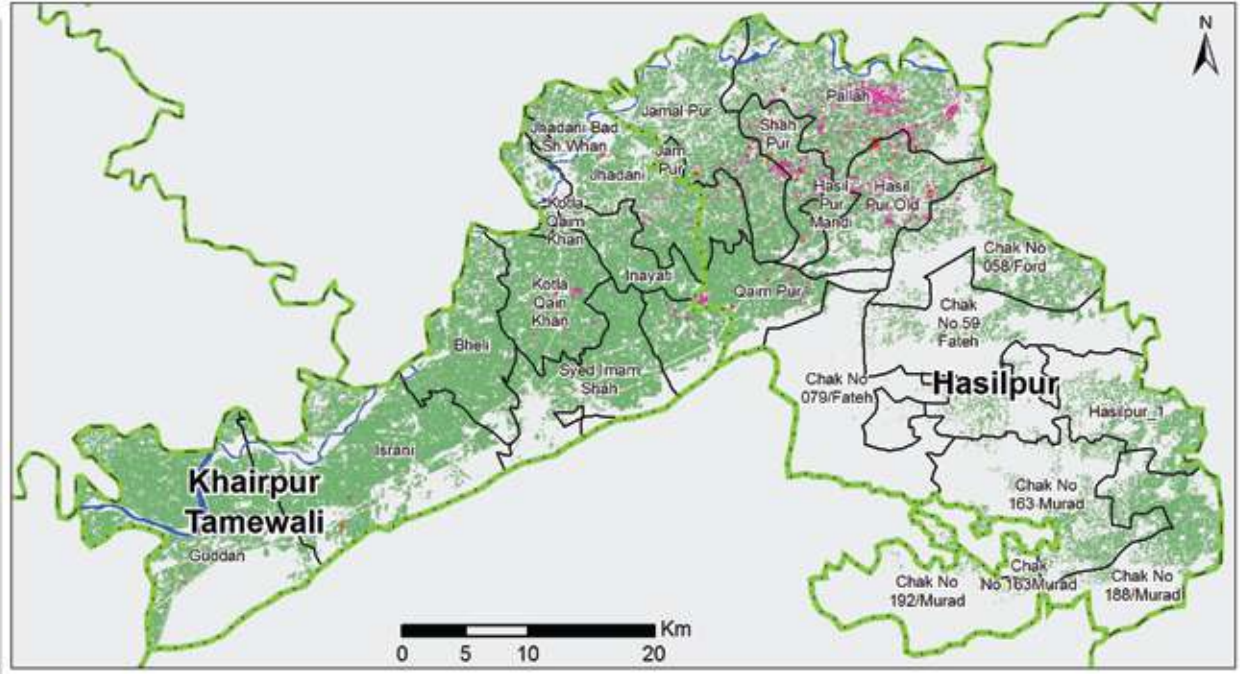 N
Pallah
Jamal Pur
Jhadani Bad
Sh.Whan
Shah
Pur
Jam
Pur
Jhadani
Hasil
Pur
Mandi
Hasil
Pur Old
Kotla
Qaim
Khan
Chak No
058/Ford
Inayati
Kotla
Qain
Khan
Qaim Pur
Chak
No.59
Fateh
Bheli
Syed Imam
Shah
Chak No
079/Fateh
Hasilpur
Hasilpur_1
Israni
Khairpur
Tamewali
Chak No
163 Murad
Guddan
Chak
No 163Murad
Chak No
192/Murad
Chak No
188/Murad
Km
0 5 10 20